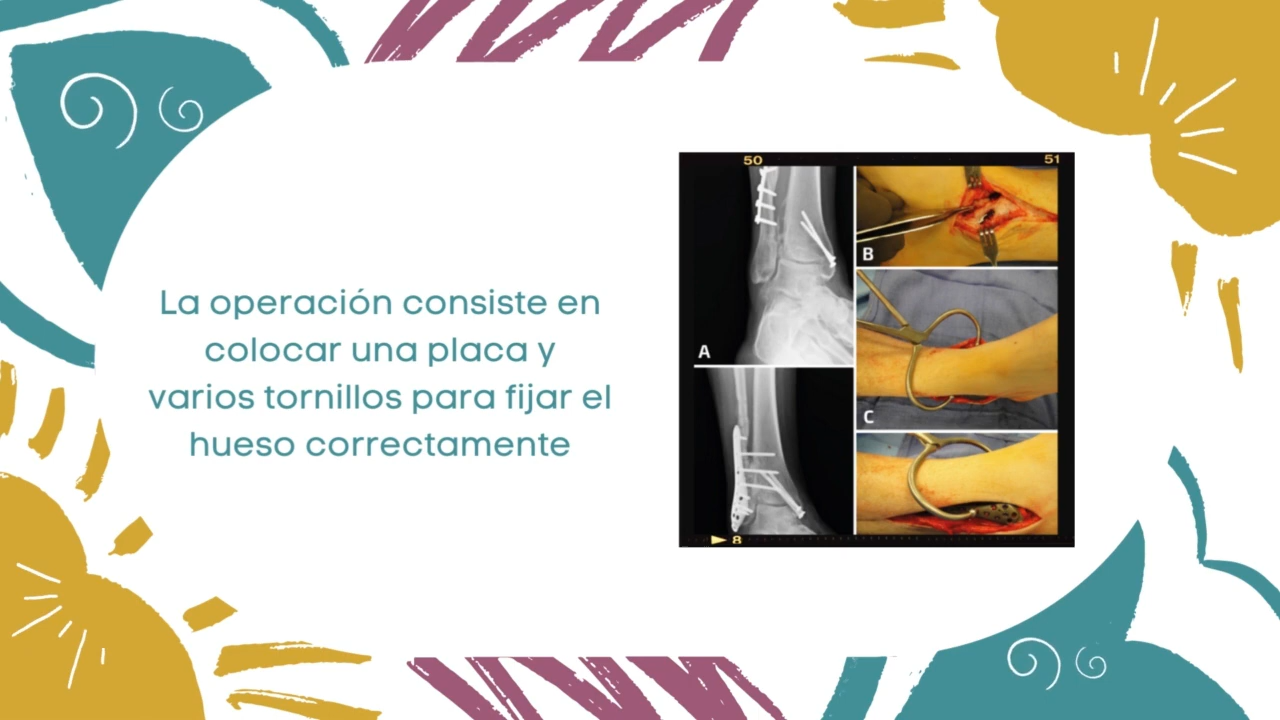 La operación consiste en
colocar una placa y
varios tornillos para fijar el
hueso correctamente
50
51
A
B
C
8